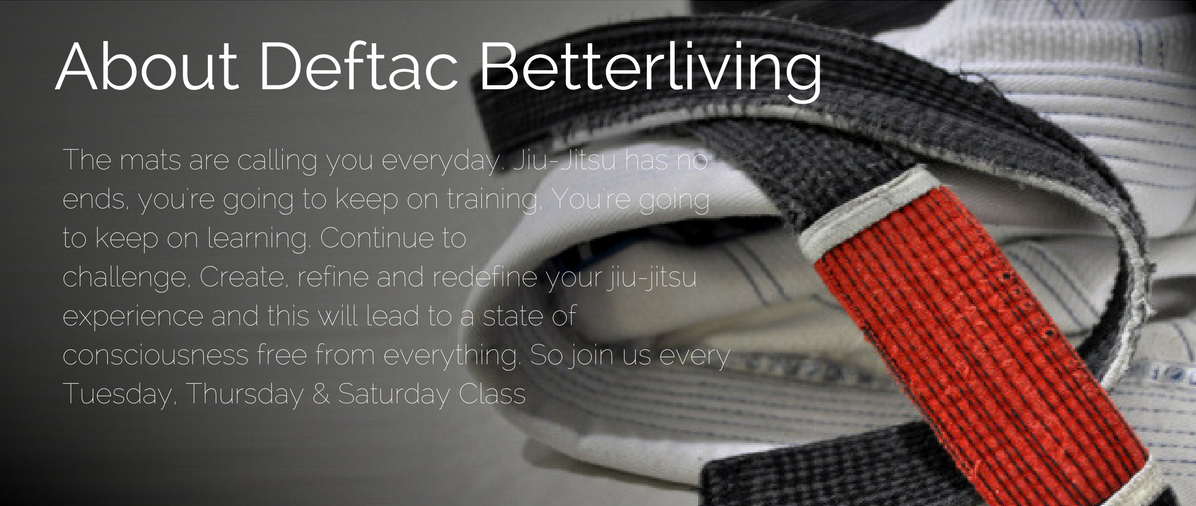 About Deftac Betterliving
The mats are calling you everyday. Jiu-Jitsu has no
ends, you're going to keep on training, You're going
to keep on learning. Continue to
challenge, Create, refine and redefine your jiu-jitsu
experience and this will lead to a state of
consciousness free from everything. So join us every
Tuesday, Thursday & Saturday Class